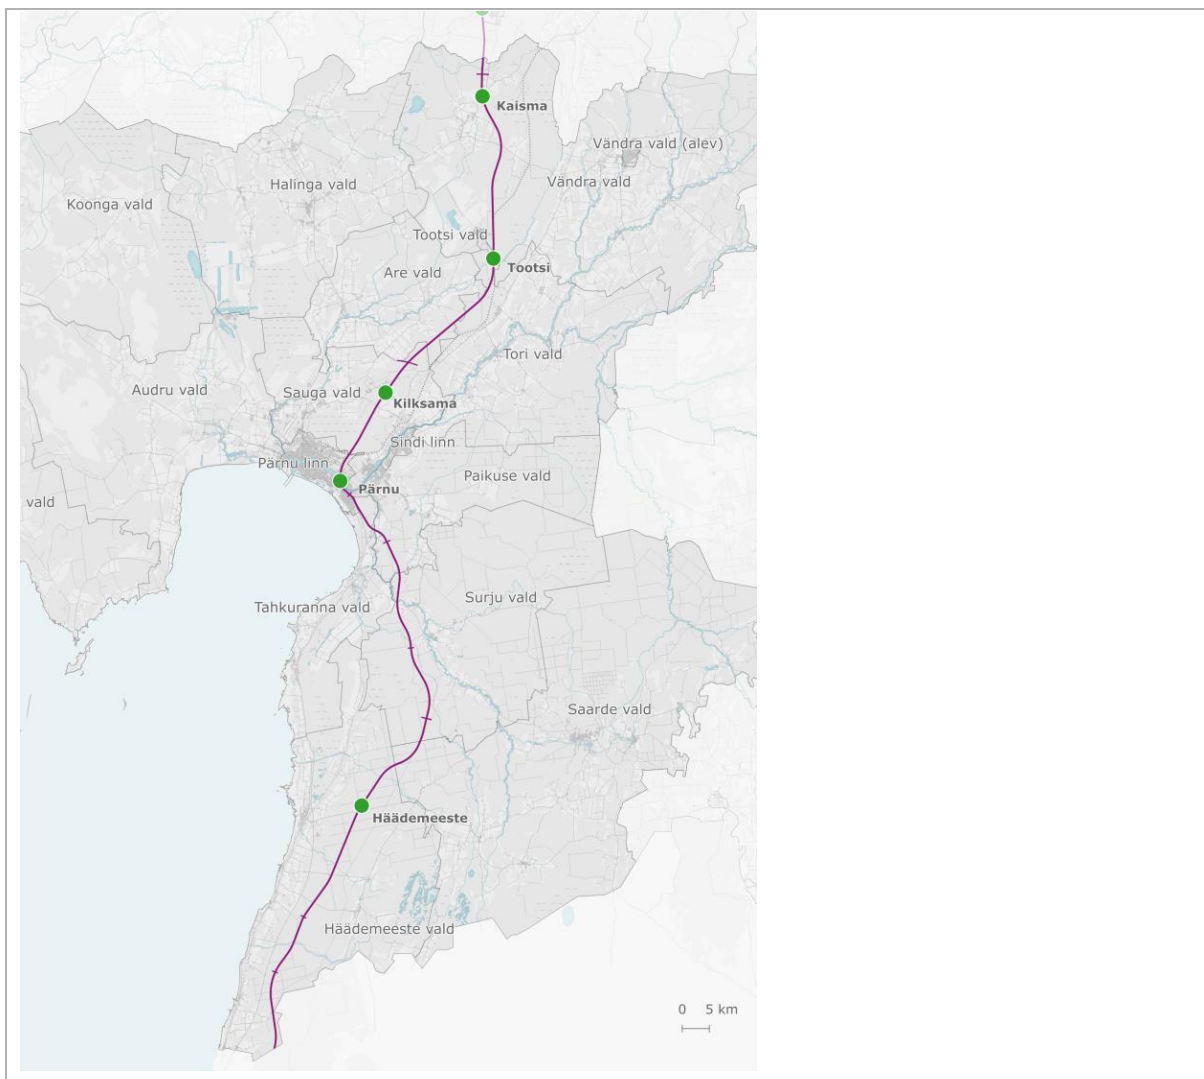 Kaisma
Vändra vald (alev)
Halinga vald
Vändra vald
Koonga vald
Tootsi vald
Are vald
Tootsi
Tori vald
Audru vald
Sauga vald
Kilksama
Sindi linn
Pärnu linn
Paikuse vald
Pärnu
vald
Surju vald
Tahkuranna vald
Saarde vald
Häädemeeste
Häädemeeste vald
0 5 km